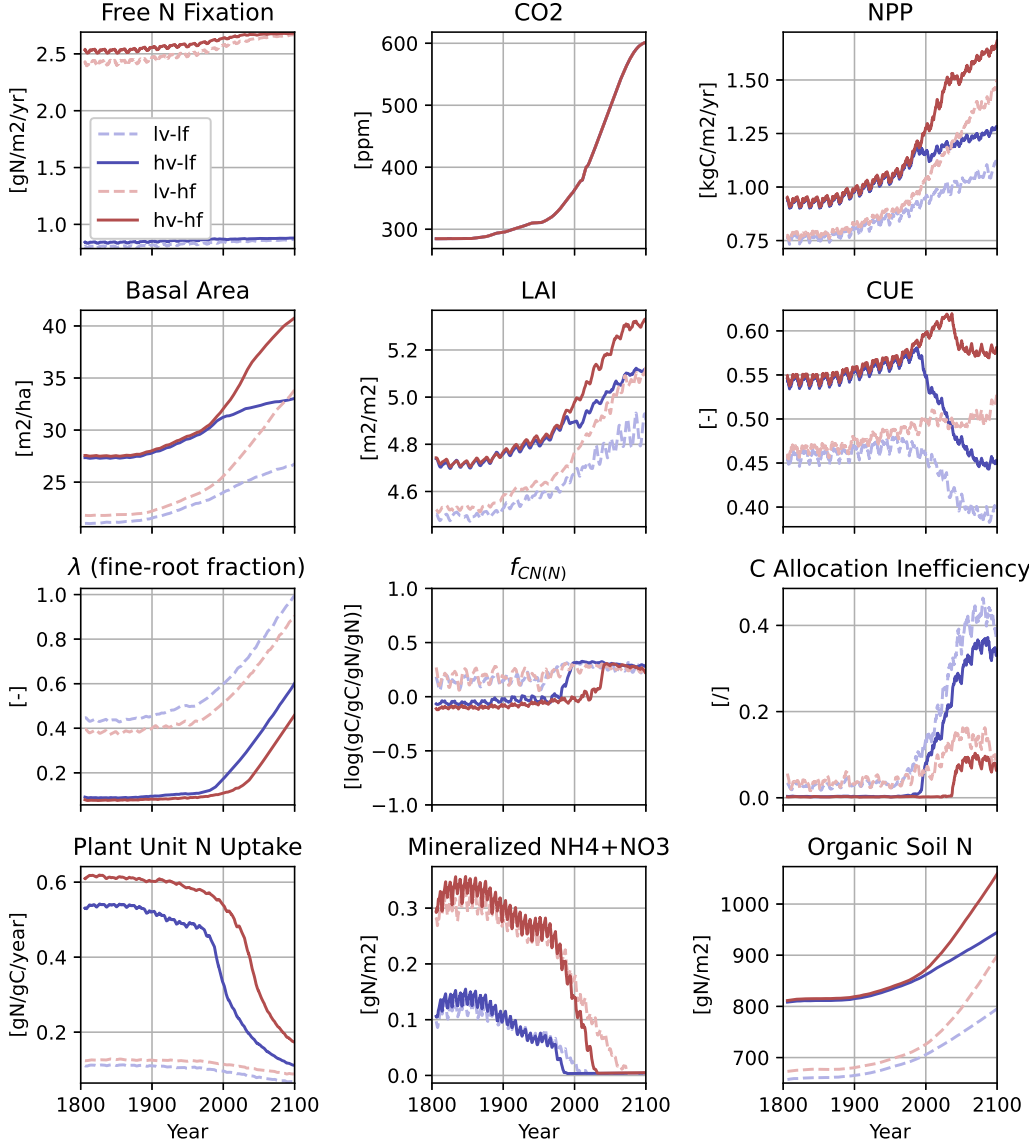 Free N Fixation
CO2
NPP
[gN/m2/yr]
2.5
2.0
1.5
1.0
lv-lf
hv-lf
lv-hf
hv-hf
[ppm]
600
500
400
300
[kgC/m2/yr]
1.50
1.25
1.00
0.75
Basal Area
LAI
CUE
[m2/ha]
40
35
30
25
[m2/m2]
5.2
5.0
4.8
4.6
[-]
0.60
0.55
0.50
0.45
0.40
λ (fine-root fraction)
fCN(N)
C Allocation Inefficiency
[-]
1.0
0.8
0.6
0.4
0.2
[log(gC/gC/gN/gN)]
1.0
0.5
0.0
−0.5
−1.0
[/]
0.4
0.2
0.0
Plant Unit N Uptake
Mineralized NH4+NO3
Organic Soil N
[gN/gC/year]
0.6
0.4
0.2
[gN/m2]
0.3
0.2
0.1
0.0
[gN/m2]
1000
900
800
700
1800 1900 2000 2100
1800 1900 2000 2100
1800 1900 2000 2100
Year
Year
Year